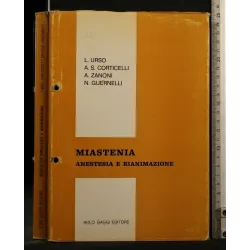 L. URSO
A. S. CORTICELLI
A. ZANONI
N. GUERNELLI
MIASTENIA
ANESTESIA E RIANIMAZIONE
AULO GAGGI EDITORE